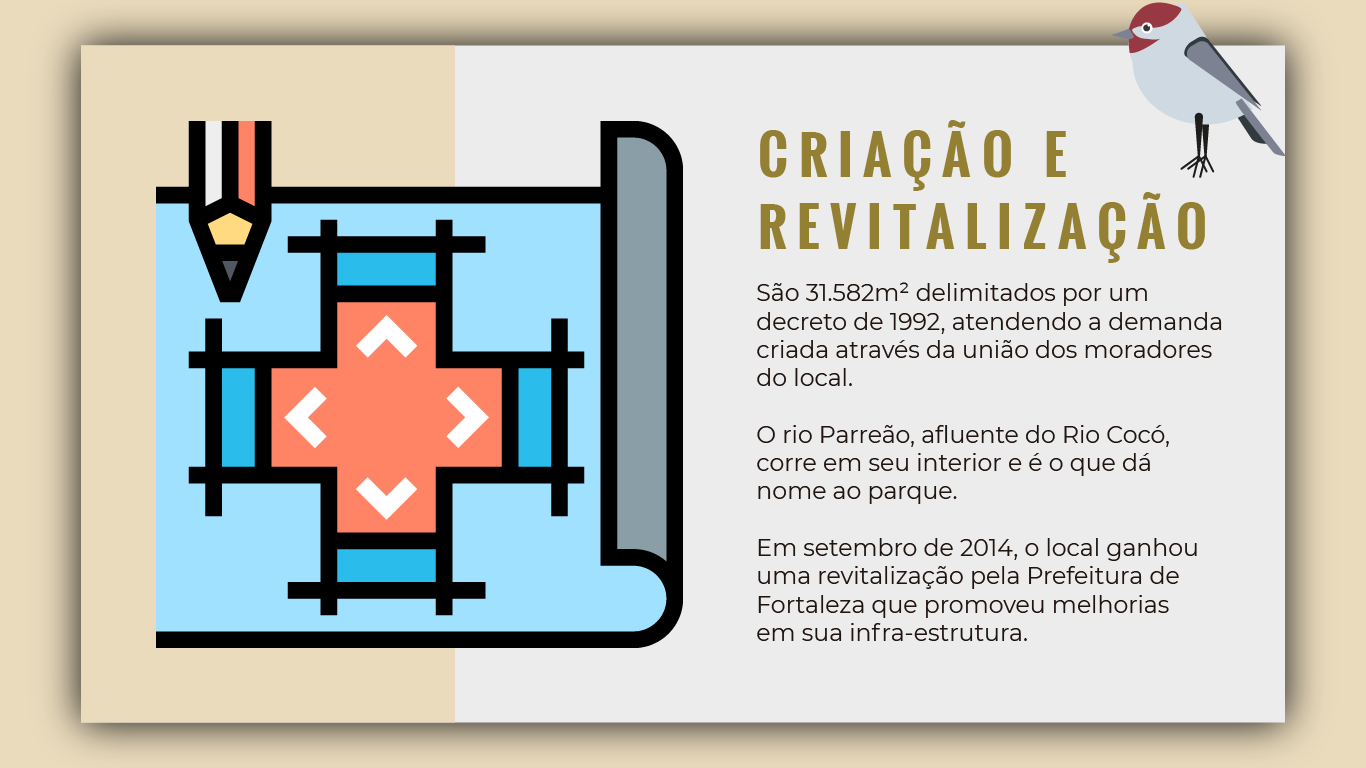 CRIAÇÃO E
REVITALIZAÇÃO
São 31.582m² delimitados por um
decreto de 1992, atendendo a demanda
criada através da união dos moradores
do local.
O rio Parreão, afluente do Rio Cocó,
corre em seu interior e é o que dá
nome ao parque.
Em setembro de 2014, o local ganhou
uma revitalização pela Prefeitura de
Fortaleza que promoveu melhorias
em sua infra-estrutura.